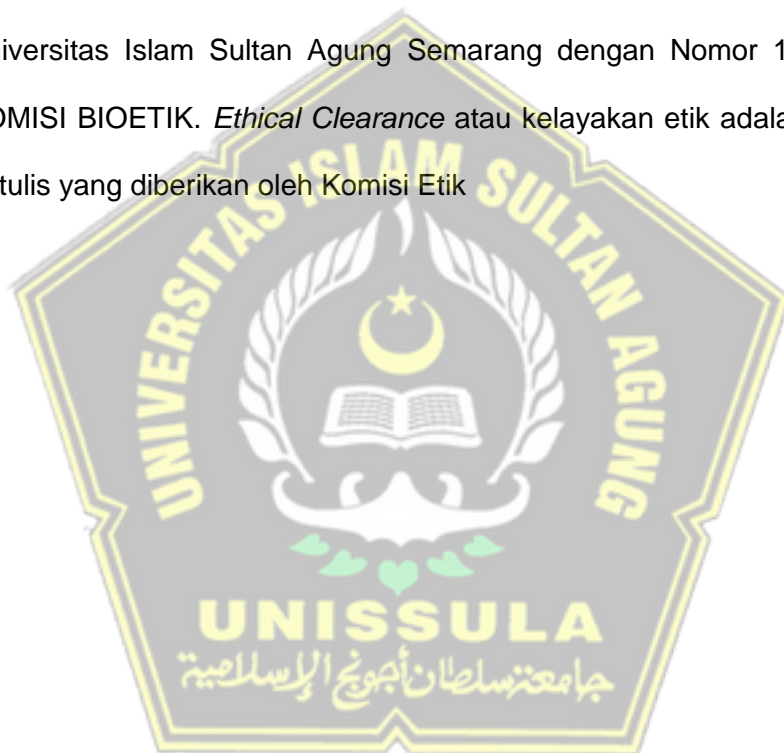 niversitas Islam Sultan Agung Semarang dengan Nomor 1
OMISI BIOETIK. Ethical Clearance atau kelayakan etik adala
tulis yang diberikan oleh Komisi Etik
UNIVERSITAS ISLAM SULTAN AGUNG
UNISSULA
جامعة سلطان أجونج الإسلامية